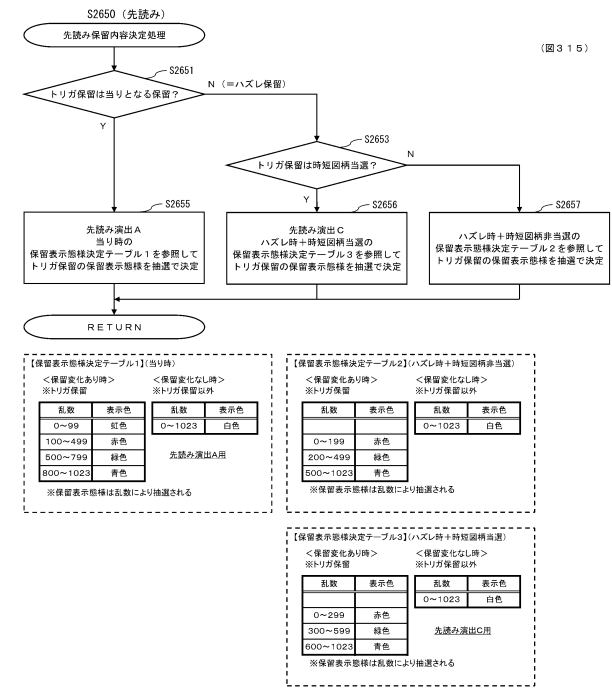 S2650（先読み）
先読み保留内容決定処理
（図３１５）
S2651
トリガ保留は当りとなる保留？
N（＝ハズレ保留）
Y
S2653
トリガ保留は時短図柄当選？
N
Y
S2655
先読み演出Ａ
当り時の
保留表示態様決定テーブル１を参照して
トリガ保留の保留表示態様を抽選で決定
S2656
先読み演出Ｃ
ハズレ時＋時短図柄当選の
保留表示態様決定テーブル３を参照して
トリガ保留の保留表示態様を抽選で決定
S2657
ハズレ時＋時短図柄非当選の
保留表示態様決定テーブル２を参照して
トリガ保留の保留表示態様を抽選で決定
ＲＥＴＵＲＮ
【保留表示態様決定テーブル1】（当り時）
＜保留変化あり時＞ ＜保留変化なし時＞
※トリガ保留 ※トリガ保留以外
乱数 表示色 乱数 表示色
0～99 虹色 0～1023 白色
100～499 赤色
500～799 緑色
800～1023 青色
先読み演出A用
※保留表示態様は乱数により抽選される
【保留表示態様決定テーブル2】（ハズレ時＋時短図柄非当選）
＜保留変化あり時＞ ＜保留変化なし時＞
※トリガ保留 ※トリガ保留以外
乱数 表示色 乱数 表示色
0～1023 白色
0～199 赤色
200～499 緑色
500～1023 青色
※保留表示態様は乱数により抽選される
【保留表示態様決定テーブル3】（ハズレ時＋時短図柄当選）
＜保留変化あり時＞ ＜保留変化なし時＞
※トリガ保留 ※トリガ保留以外
乱数 表示色 乱数 表示色
0～1023 白色
0～299 赤色
300～599 緑色
600～1023 青色
先読み演出C用
※保留表示態様は乱数により抽選される